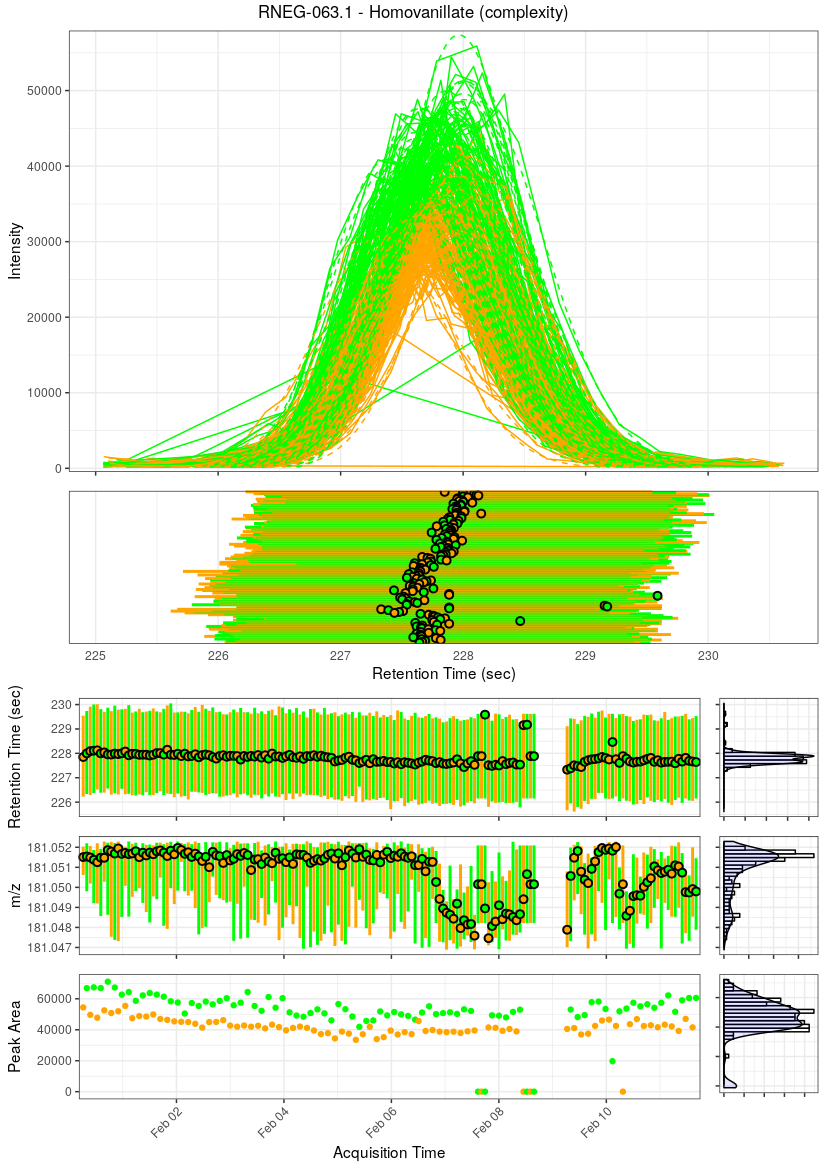 RNEG-063.1 - Homovanillate (complexity)
Intensity
50000
40000
30000
20000
10000
0
225
226
227
228
229
230
Retention Time (sec)
Retention Time (sec)
230
229
228
227
226
m/z
181.052
181.051
181.050
181.049
181.048
181.047
Peak Area
60000
40000
20000
0
Feb 02
Feb 04
Feb 06
Feb 08
Feb 10
Acquisition Time